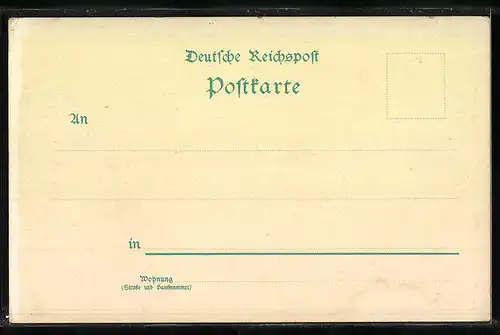 Deutsche Reichspost
Postkarte
An
in
Wohnung
(Straße und Hausnummer)